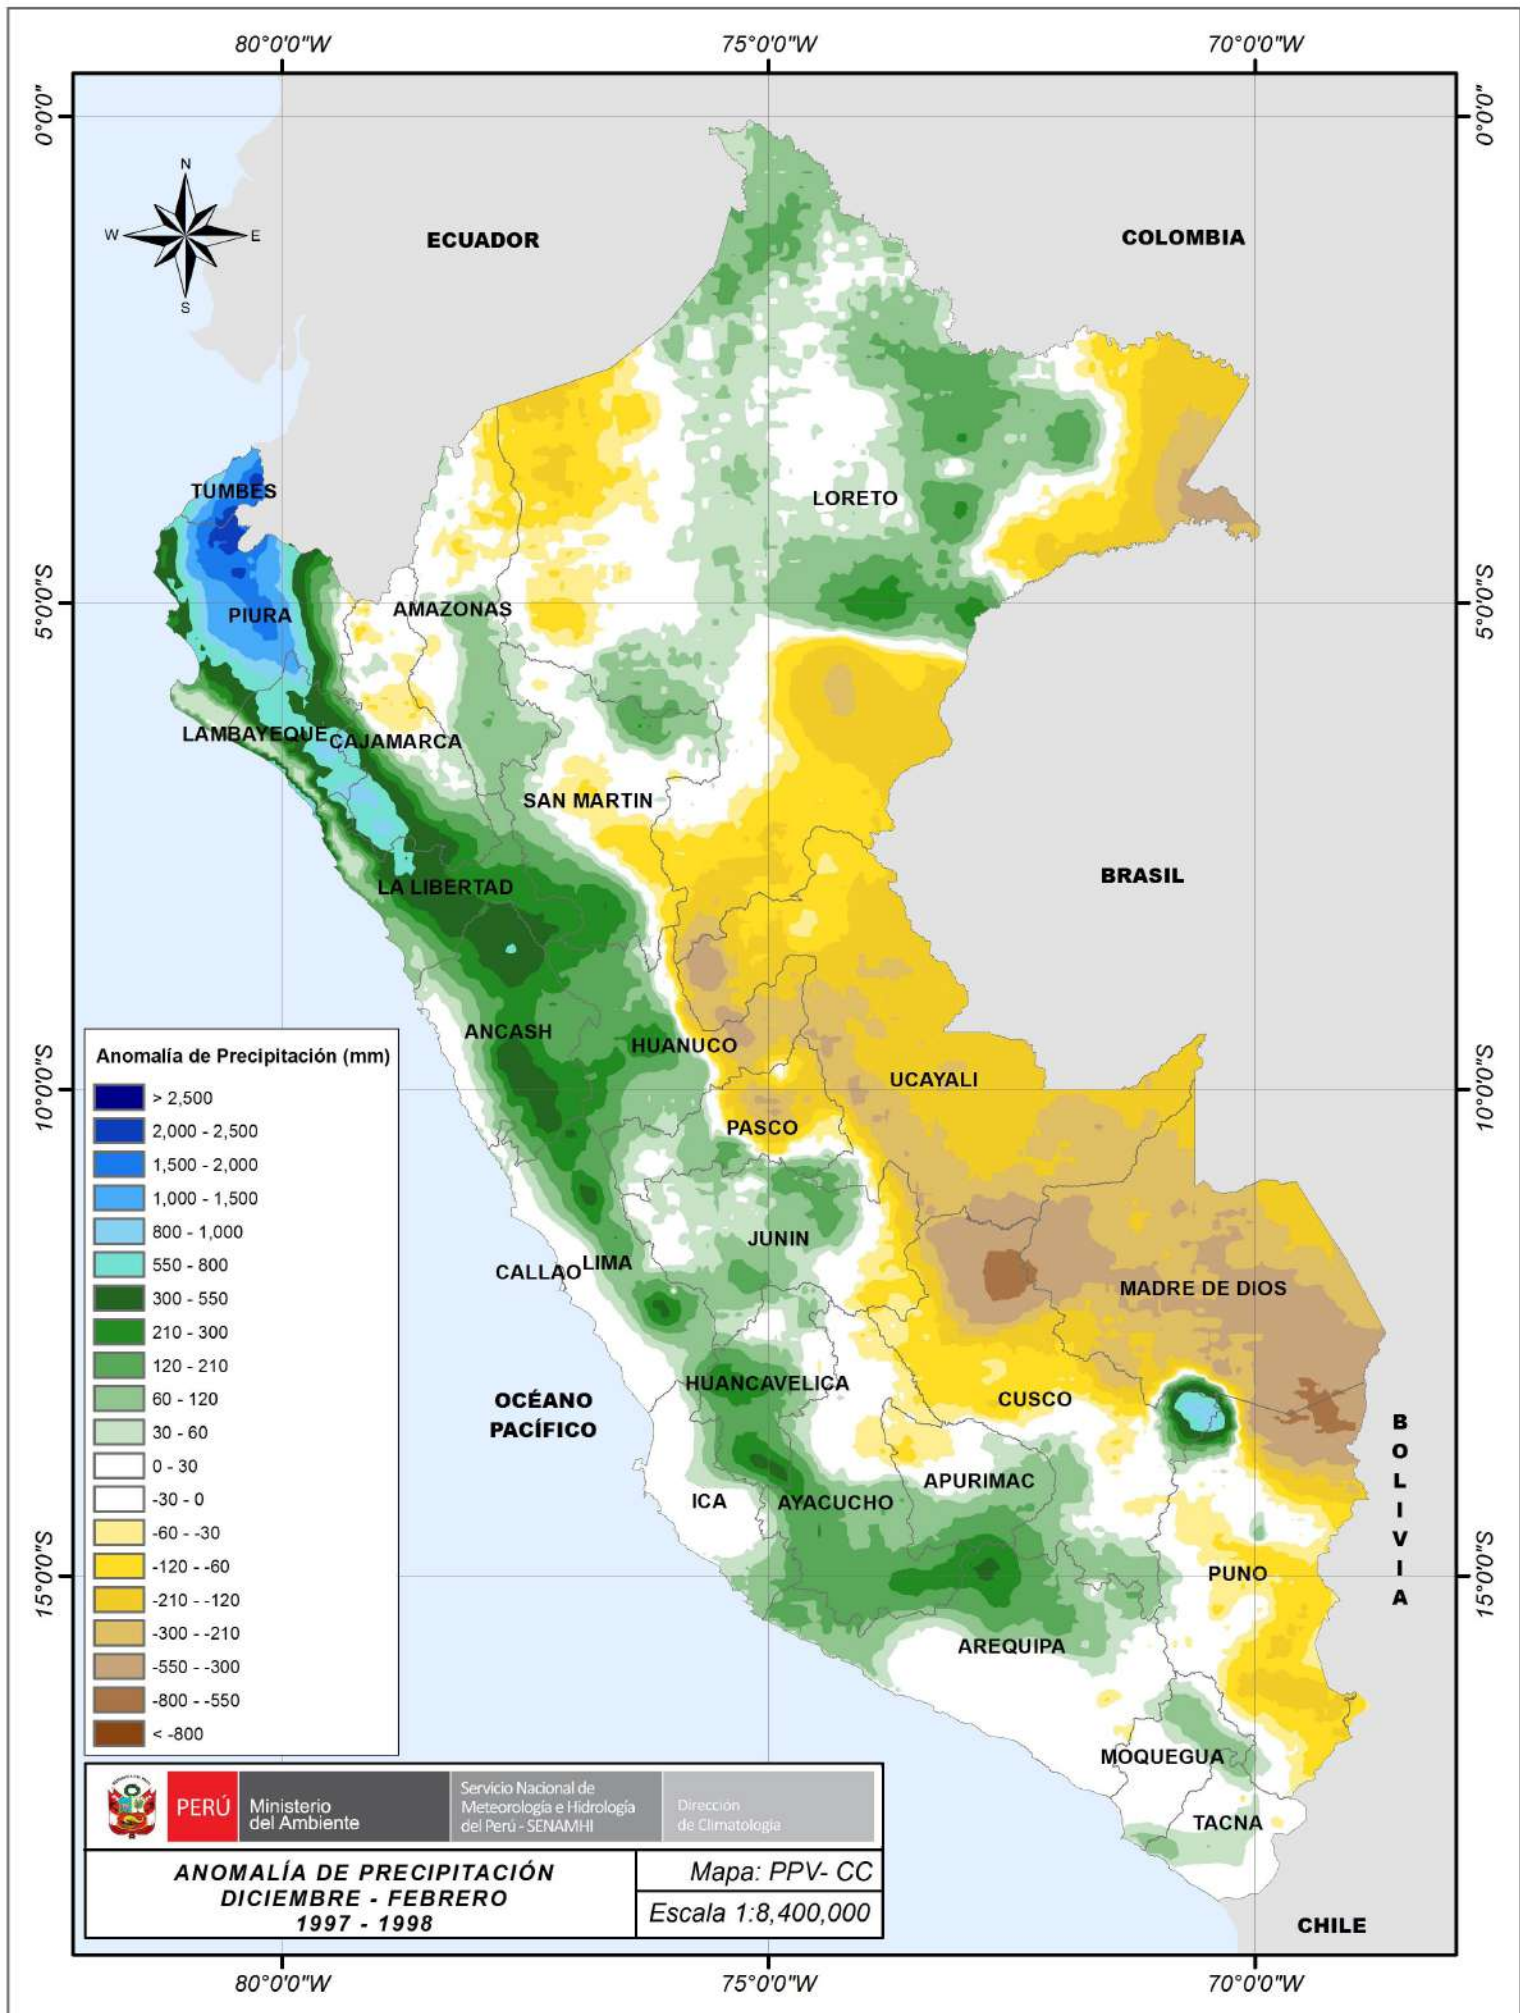 80°0'0"W
75°0'0"W
70°0'0"W
0°0'0"
0°0'0"
N
W
E
S
ECUADOR
COLOMBIA
TUMBES
LORETO
5°0'0"S
PIURA
AMAZONAS
5°0'0"S
LAMBAYEQUE
CAJAMARCA
SAN MARTIN
BRASIL
LA LIBERTAD
ANCASH
HUANUCO
UCAYALI
10°0'0"S
10°0'0"S
PASCO
JUNIN
CALLAO
LIMA
MADRE DE DIOS
HUANCAVELICA
CUSCO
OCÉANO
PACÍFICO
BOLIVIA
APURIMAC
ICA
AYACUCHO
15°0'0"S
PUNO
15°0'0"S
AREQUIPA
MOQUEGUA
TACNA
CHILE
Anomalía de Precipitación (mm)
> 2,500
2,000 - 2,500
1,500 - 2,000
1,000 - 1,500
800 - 1,000
550 - 800
300 - 550
210 - 300
120 - 210
60 - 120
30 - 60
0 - 30
-30 - 0
-60 - -30
-120 - -60
-210 - -120
-300 - -210
-550 - -300
-800 - -550
< -800
PERÚ
Ministerio
del Ambiente
Servicio Nacional de
Meteorología e Hidrología
del Perú - SENAMHI
Dirección
de Climatología
ANOMALÍA DE PRECIPITACIÓN
DICIEMBRE - FEBRERO
1997 - 1998
Mapa: PPV- CC
Escala 1:8,400,000
80°0'0"W
75°0'0"W
70°0'0"W